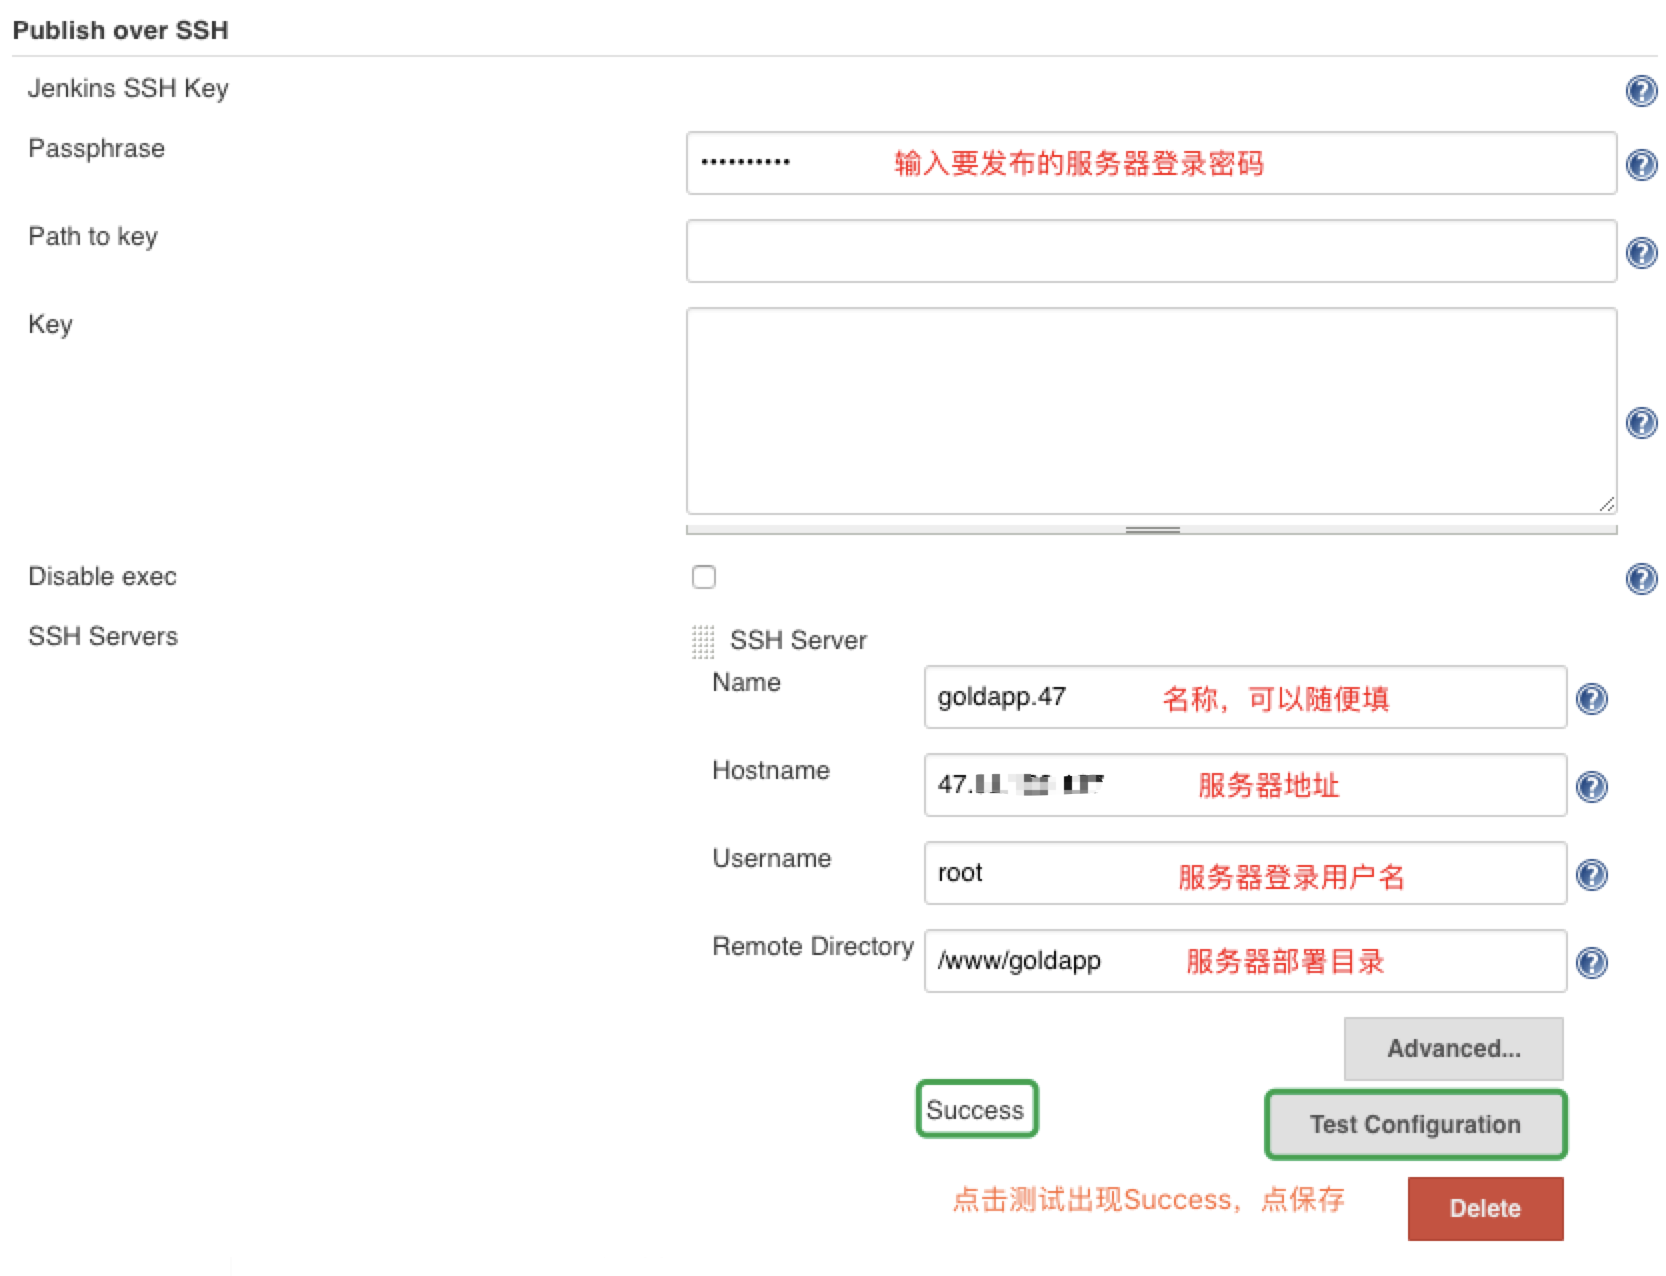 Publish over SSH
Jenkins SSH Key
Passphrase
•••••••••• 输入要发布的服务器登录密码
Path to key
Key
Disable exec
SSH Servers
SSH Server
Name
goldapp.47 名称，可以随便填
Hostname
47. 服务器地址
Username
root 服务器登录用户名
Remote Directory
/www/goldapp 服务器部署目录
Advanced...
Success
Test Configuration
点击测试出现Success，点保存
Delete